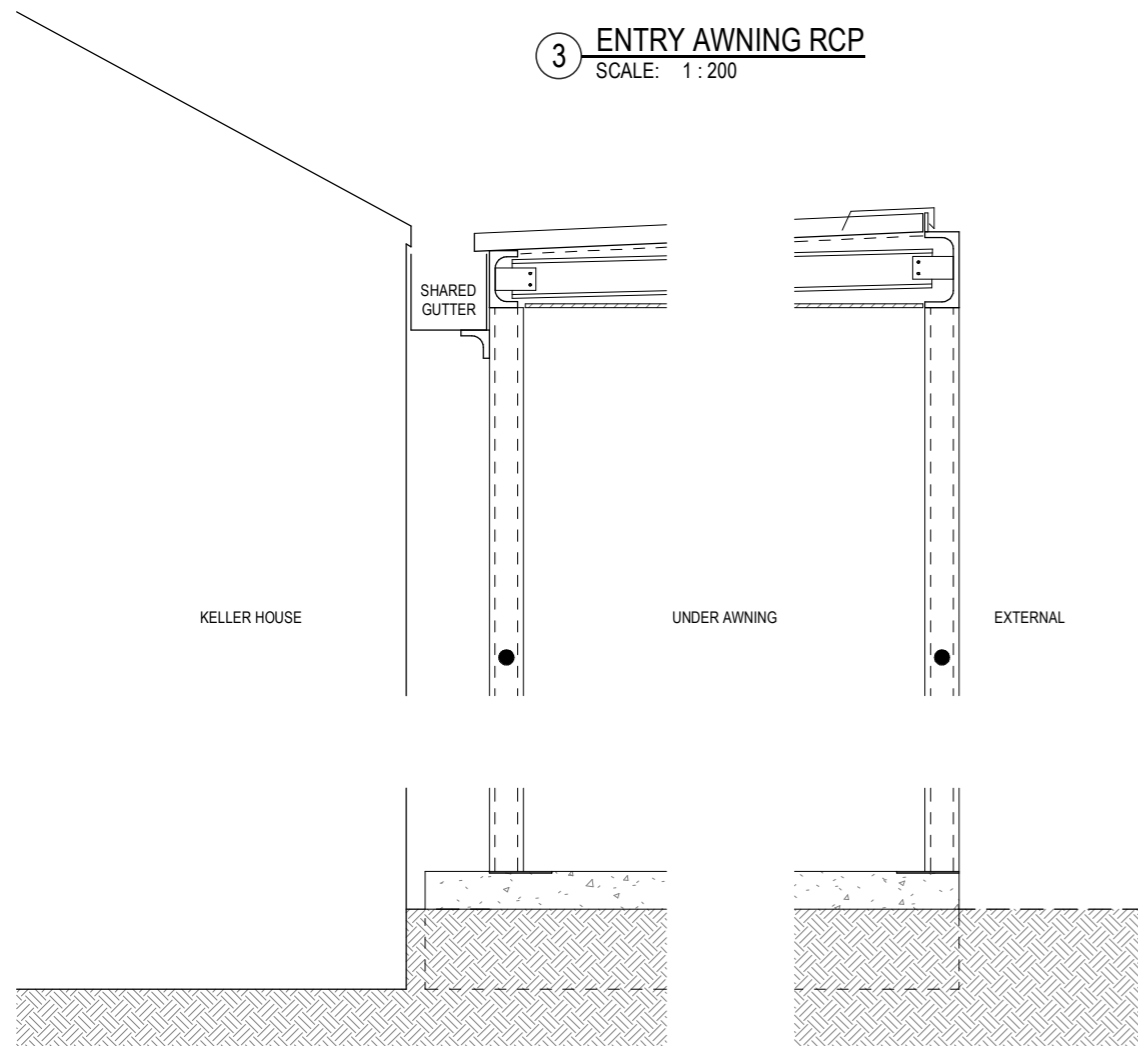 3
ENTRY AWNING RCP
SCALE: 1 : 200
SHARED
GUTTER
KELLER HOUSE
UNDER AWNING
EXTERNAL